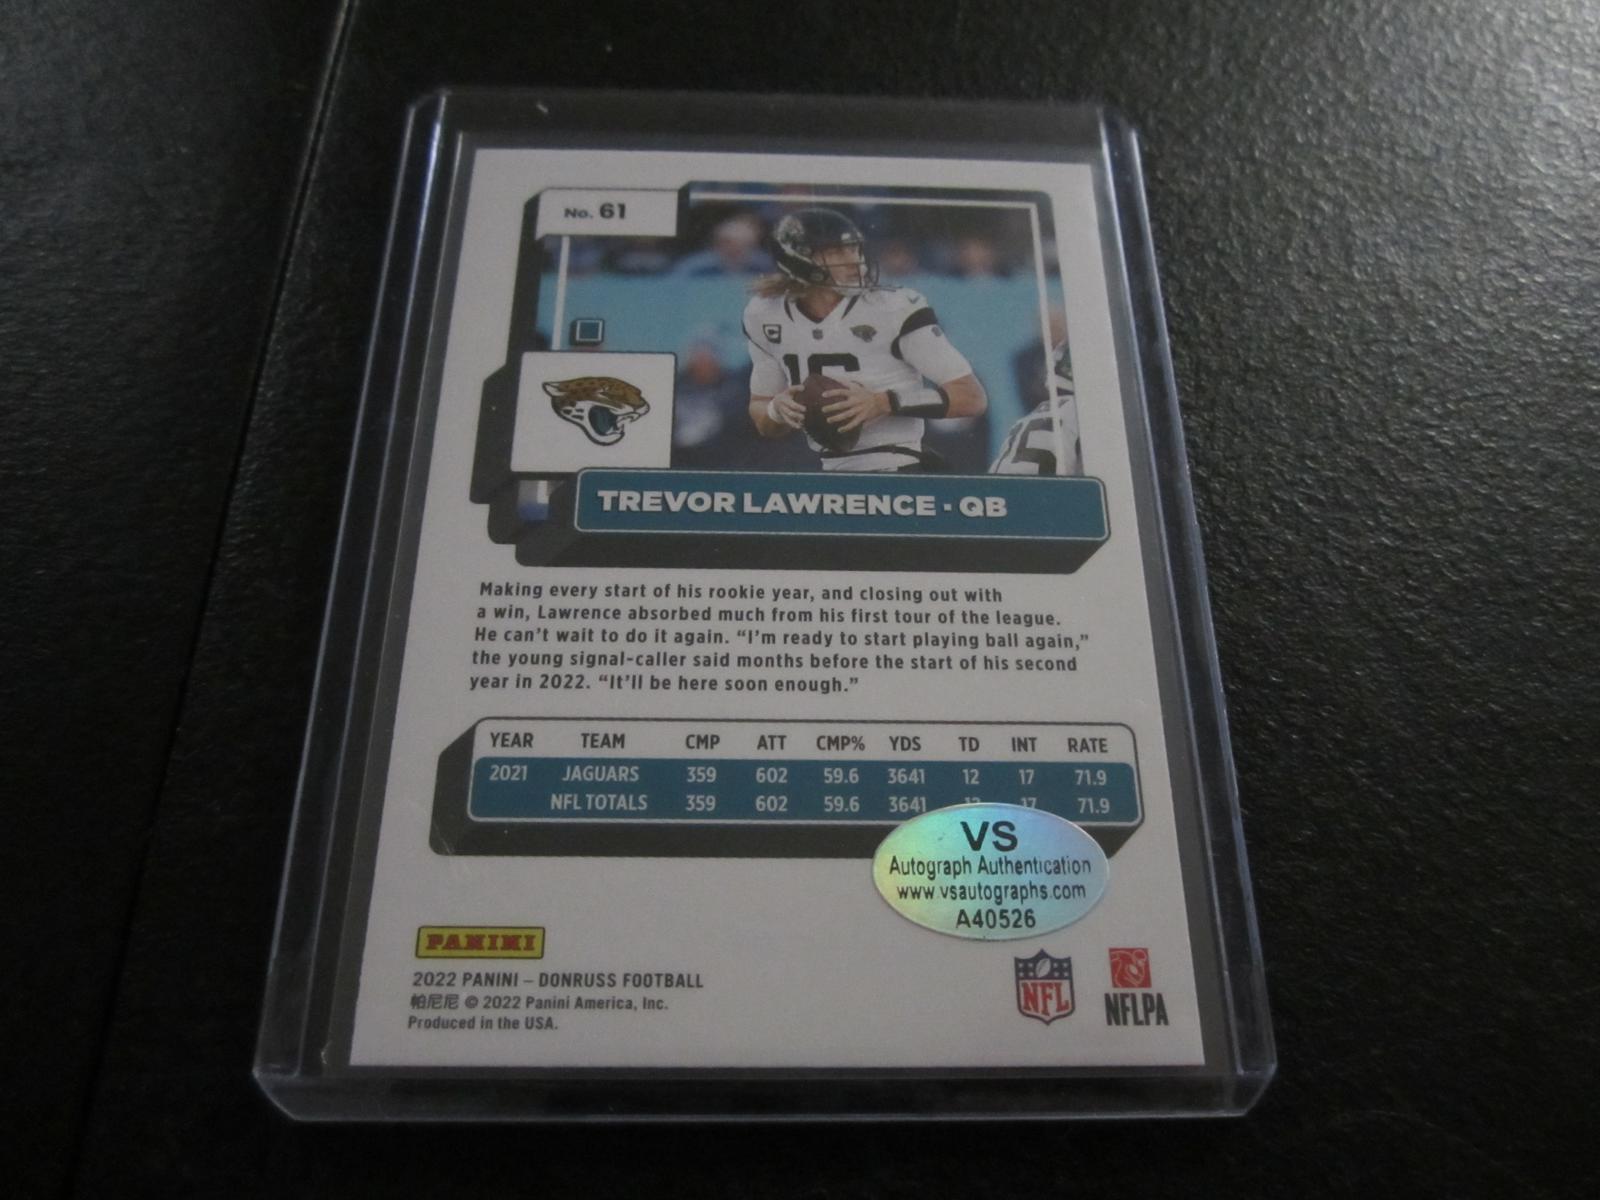 No. 61
16
TREVOR LAWRENCE · QB
Making every start of his rookie year, and closing out with
a win, Lawrence absorbed much from his first tour of the league.
He can't wait to do it again. “I'm ready to start playing ball again,”
the young signal-caller said months before the start of his second
year in 2022. “It'll be here soon enough.”
YEAR TEAM CMP ATT CMP% YDS TD INT RATE
2021 JAGUARS 359 602 59.6 3641 12 17 71.9
NFL TOTALS 359 602 59.6 3641 12 17 71.9
VS
Autograph Authentication
www.vsautographs.com
A40526
PANINI
2022 PANINI – DONRUSS FOOTBALL
帕尼尼 © 2022 Panini America, Inc.
Produced in the USA.
NFL
NFLPA